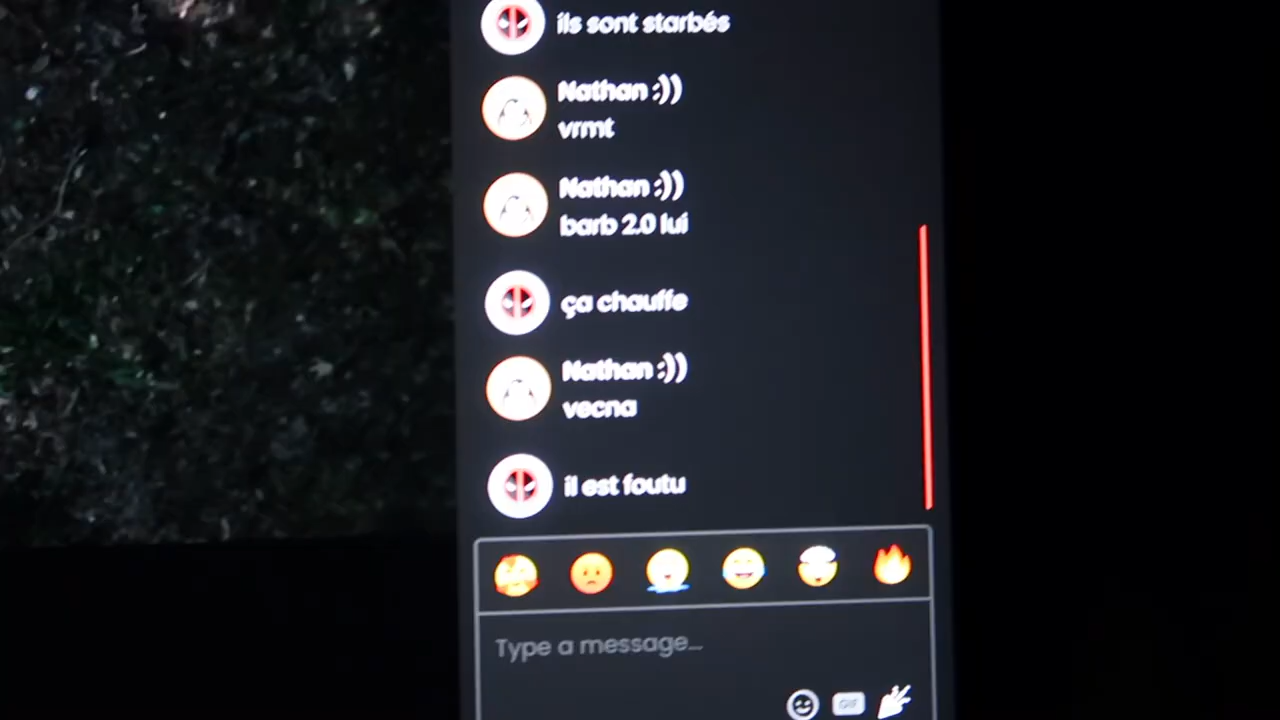 ils sont starbés
Nathan :))
vrmt
Nathan :))
barb 2.0 lui
ça chauffe
Nathan :))
vecna
il est foutu
Type a message...
GIF